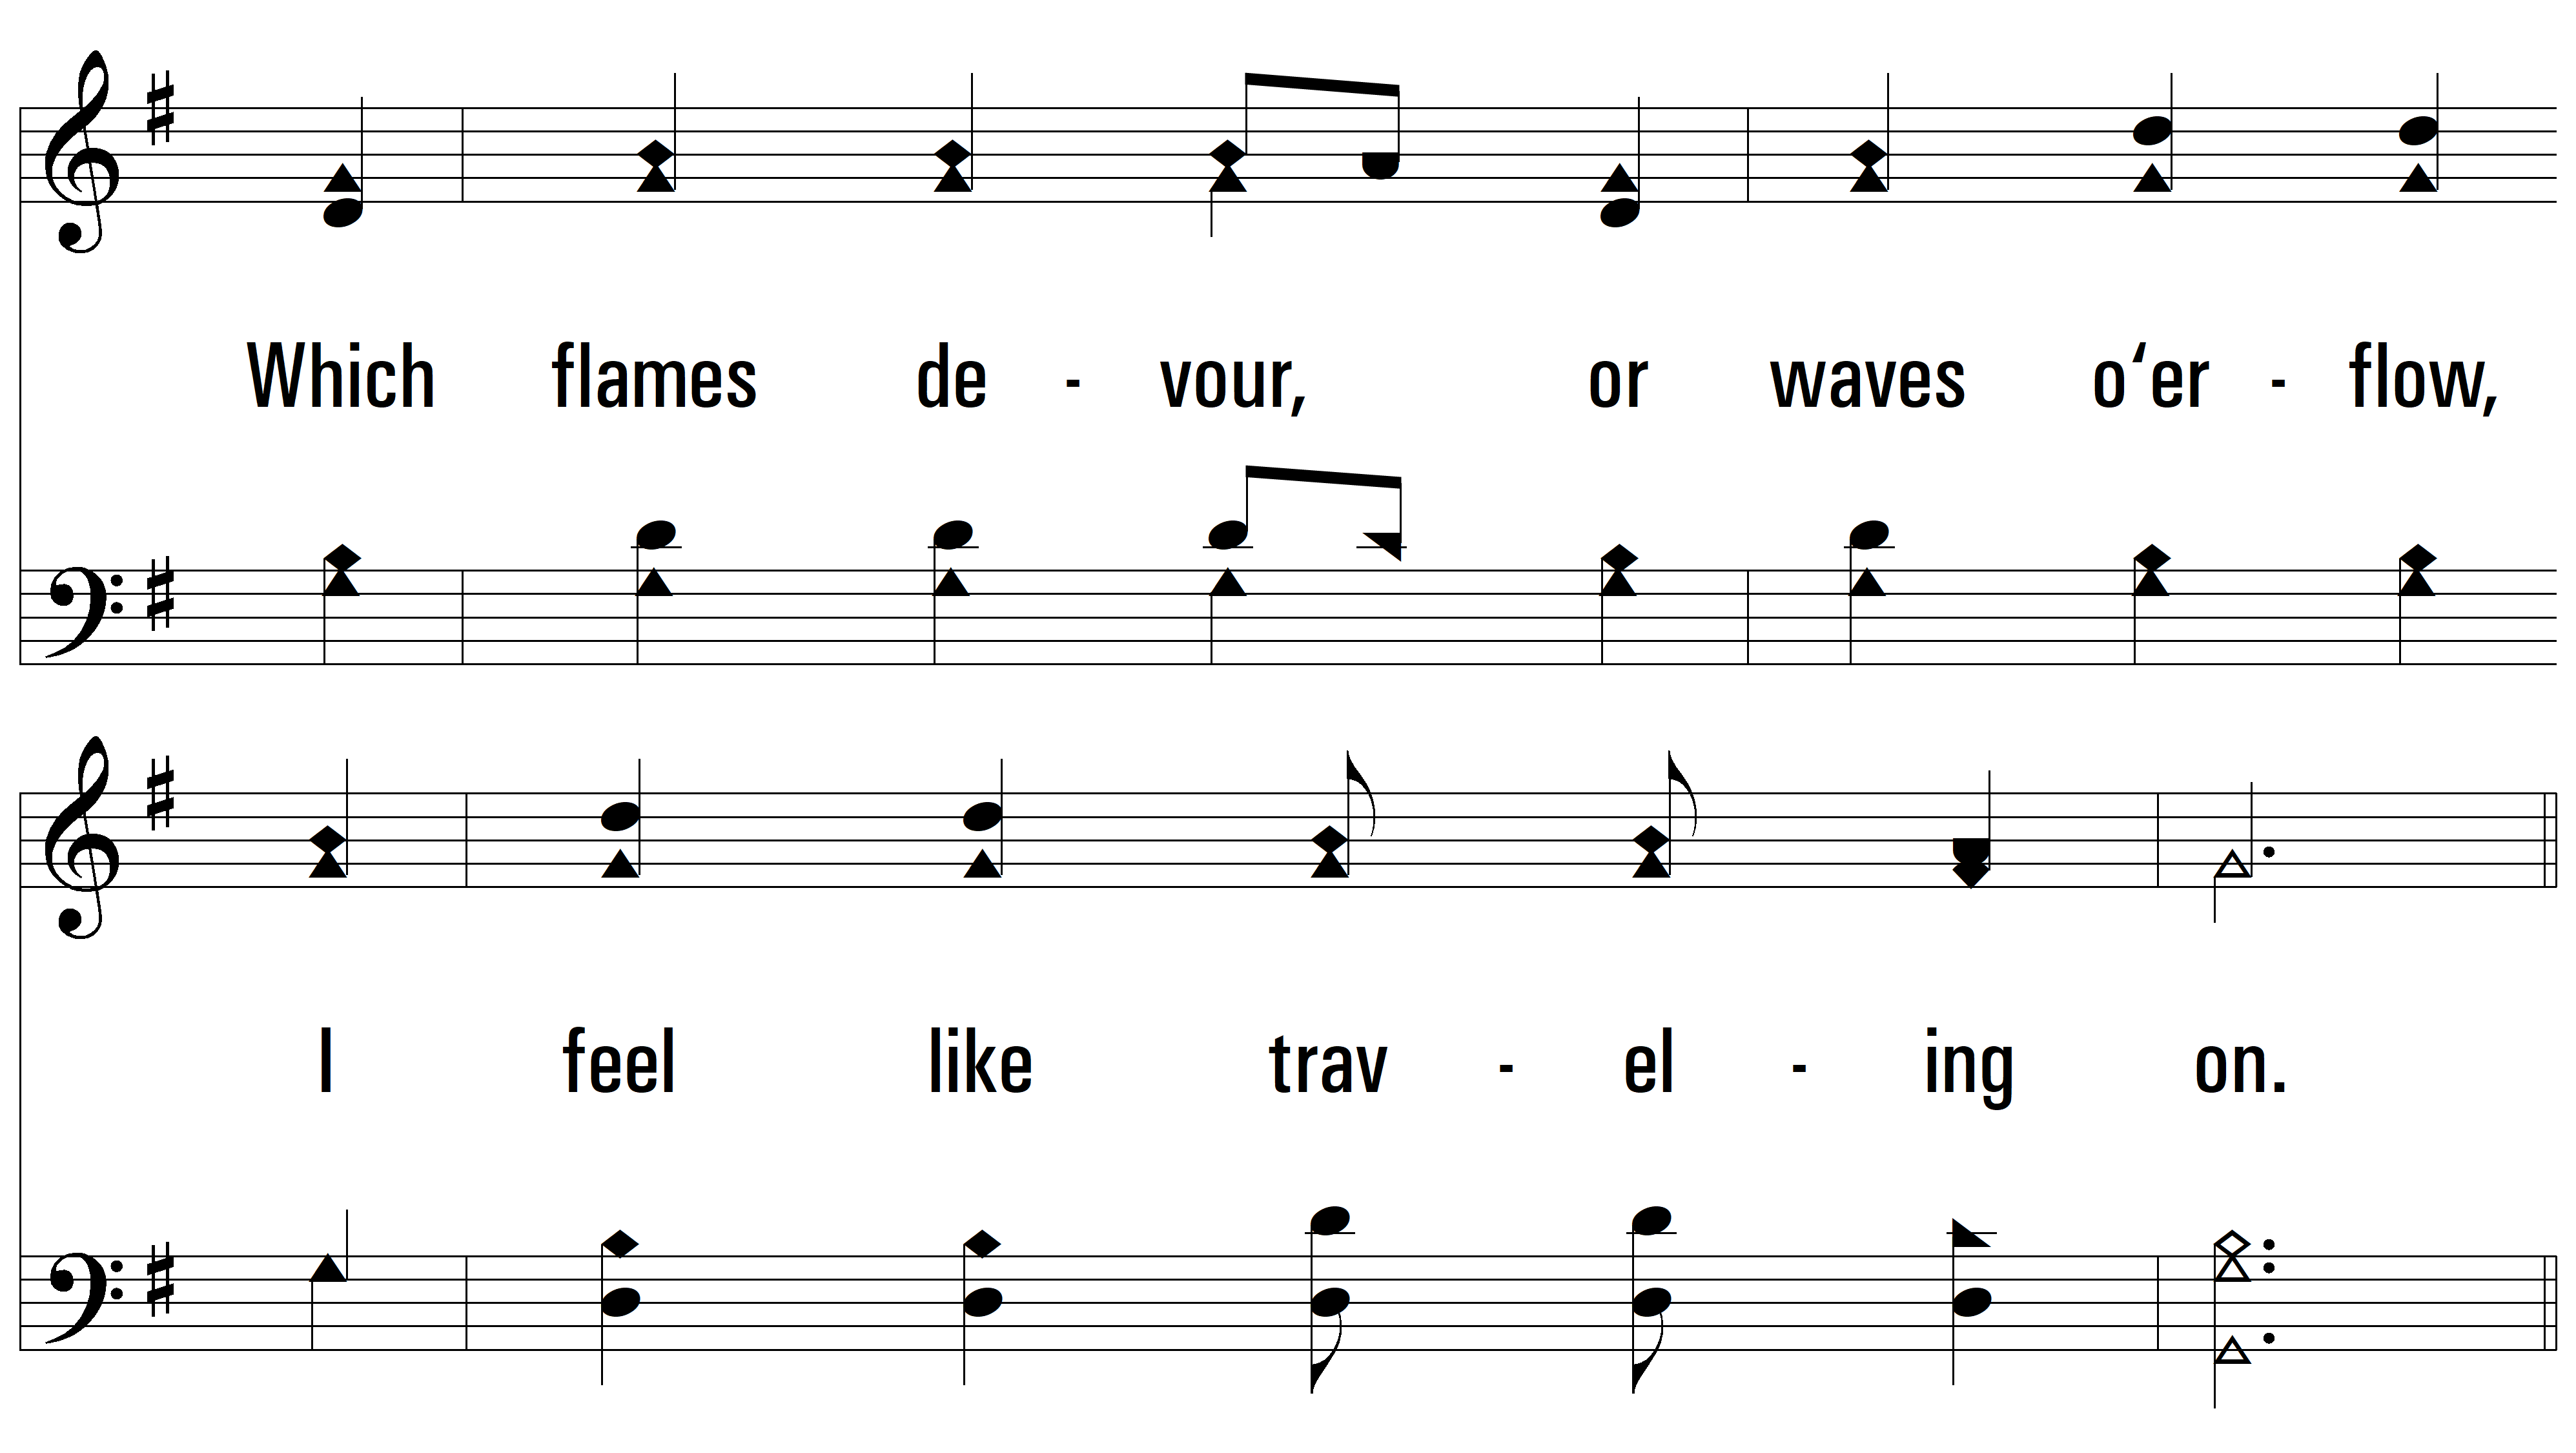 Which flames de - vour, or waves o‘er - flow,
I feel like trav - el - ing on.